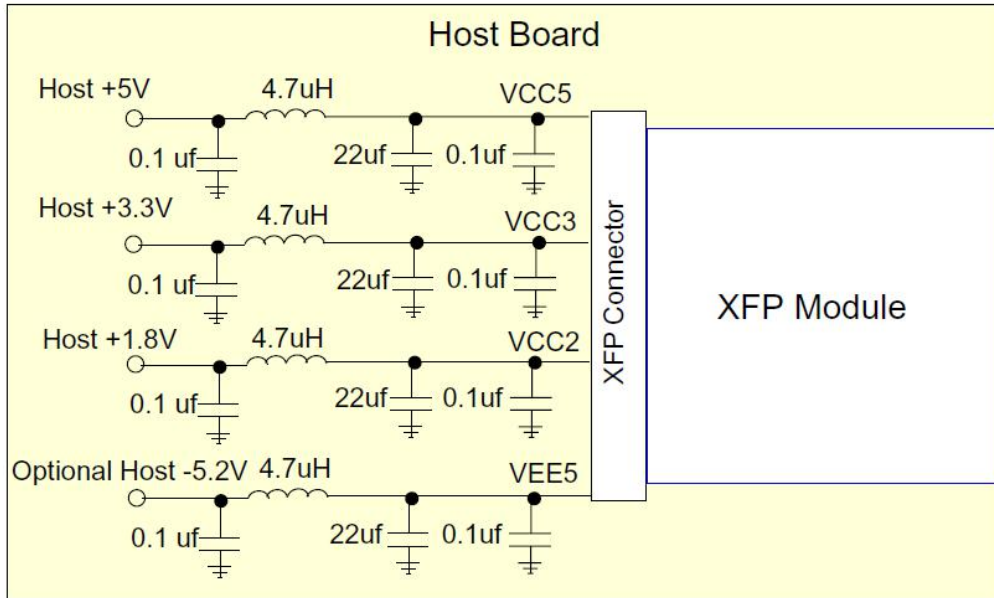 Host Board
Host +5V
4.7uH
VCC5
0.1 uf
22uf
0.1uf
Host +3.3V
4.7uH
VCC3
0.1 uf
22uf
0.1uf
Host +1.8V
4.7uH
VCC2
0.1 uf
22uf
0.1uf
Optional Host -5.2V
4.7uH
VEE5
0.1 uf
22uf
0.1uf
XFP Connector
XFP Module